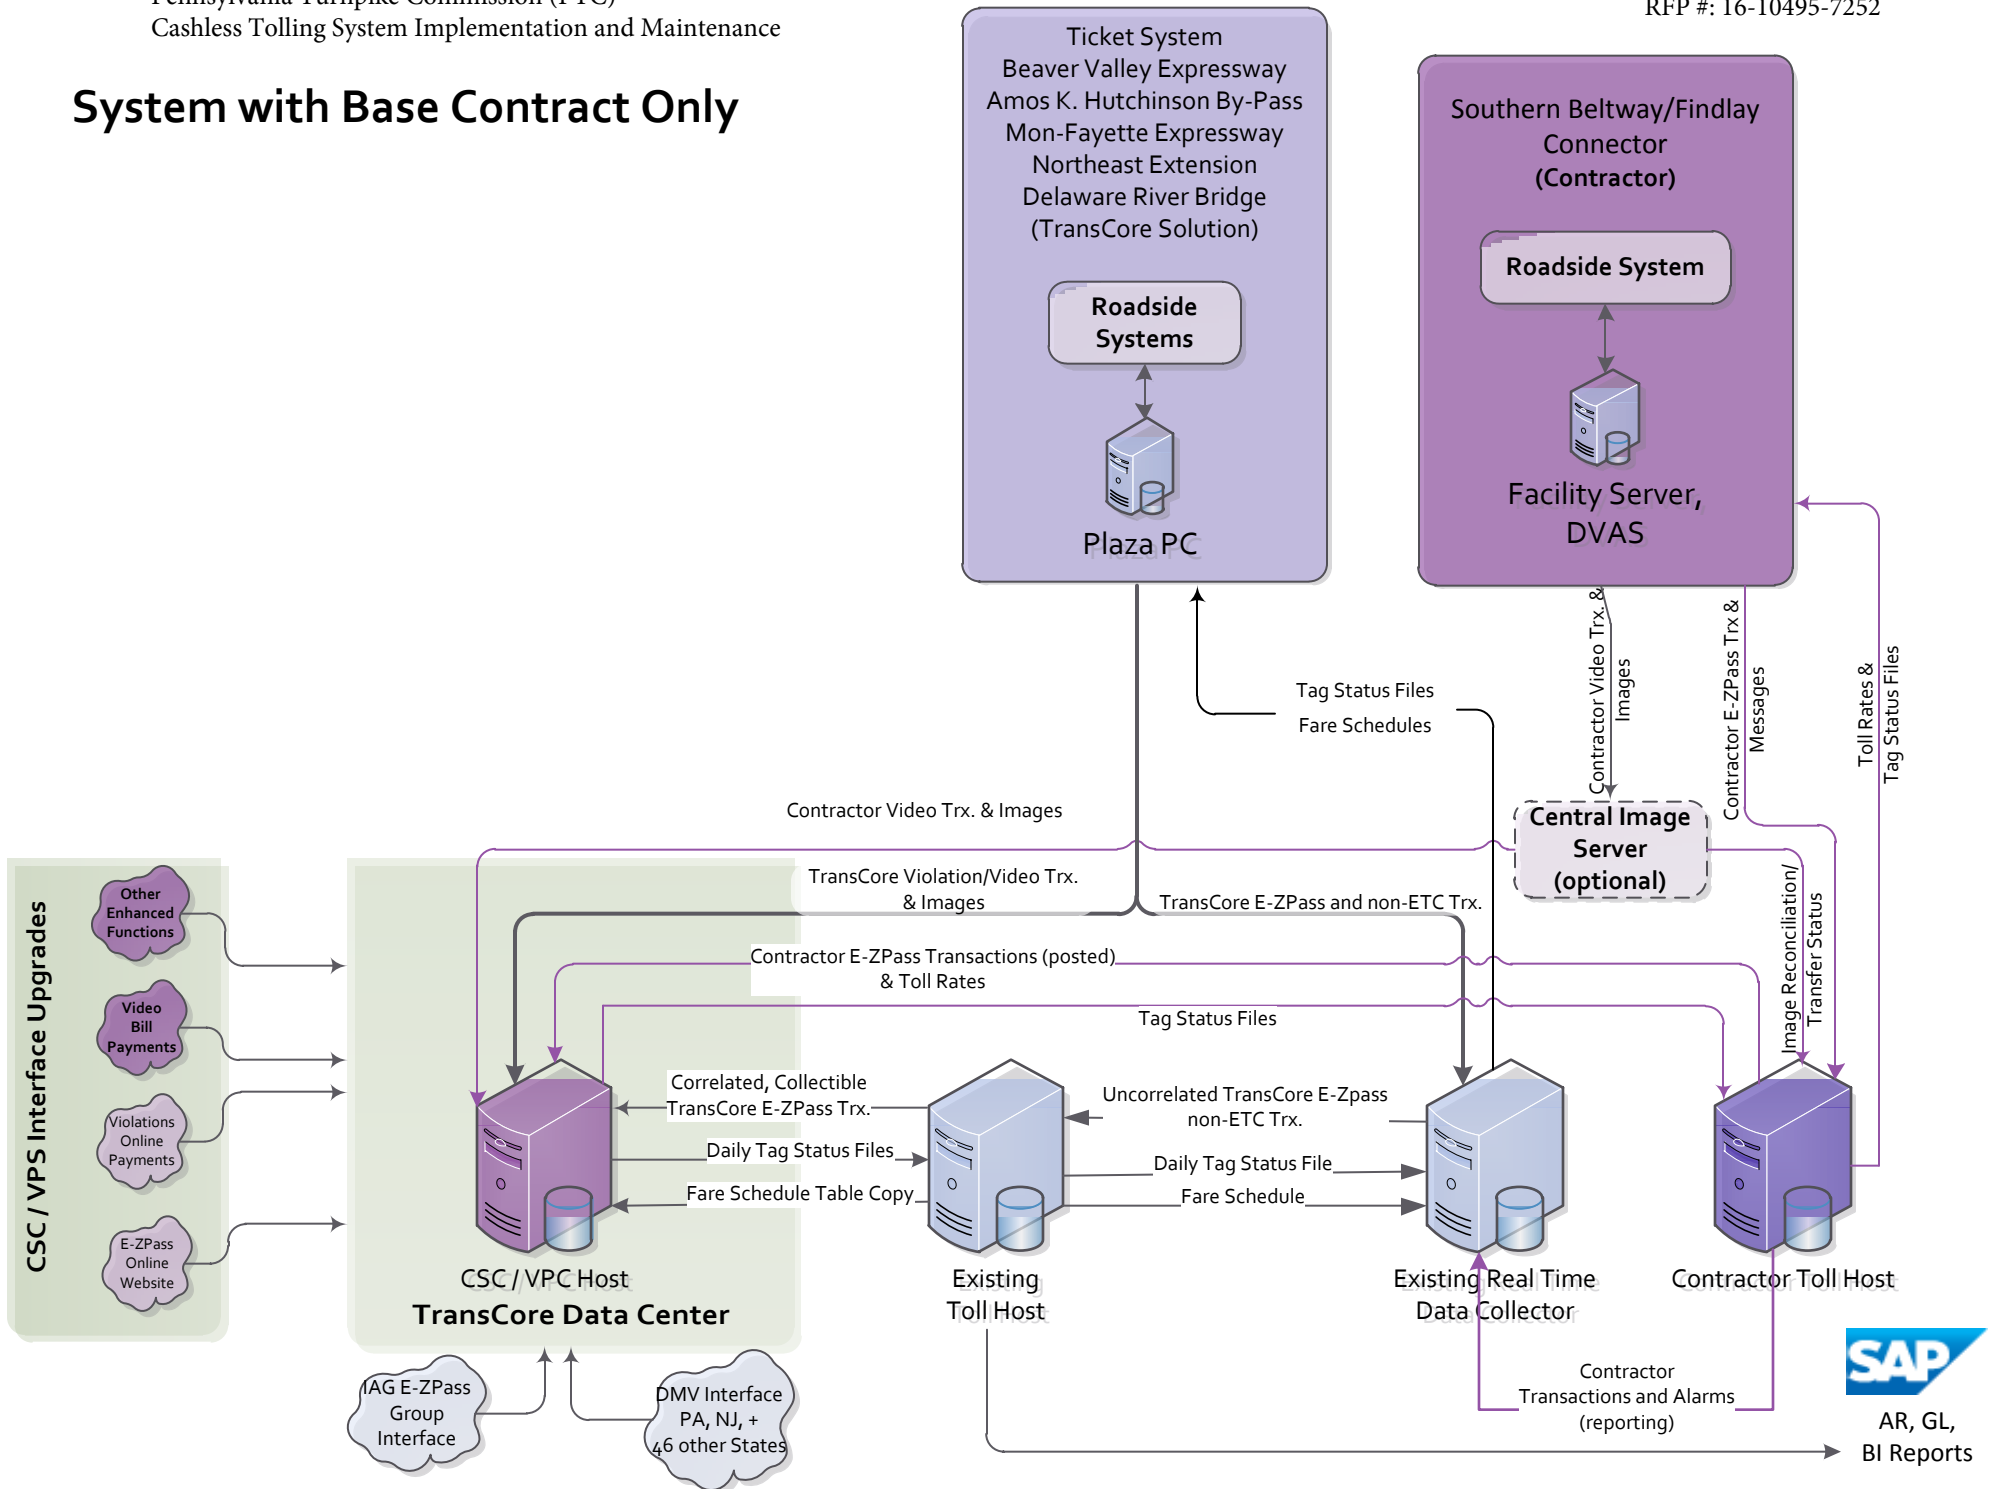 Pennsylvania Turnpike Commission (PTC)
Cashless Tolling System Implementation and Maintenance
RFP #: 16-10495-7252
System with Base Contract Only
Ticket System
Beaver Valley Expressway
Amos K. Hutchinson By-Pass
Mon-Fayette Expressway
Northeast Extension
Delaware River Bridge
(TransCore Solution)
Roadside
Systems
Plaza PC
Southern Beltway/Findlay
Connector
(Contractor)
Roadside System
Facility Server,
DVAS
Tag Status Files
Fare Schedules
Contractor Video Trx. &
Images
Contractor E-ZPass Trx &
Messages
Toll Rates &
Tag Status Files
Contractor Video Trx. & Images
Central Image
Server
(optional)
TransCore Violation/Video Trx.
& Images
TransCore E-ZPass and non-ETC Trx.
Image Reconciliation/
Transfer Status
Contractor E-ZPass Transactions (posted)
& Toll Rates
Tag Status Files
CSC / VPS Interface Upgrades
Other
Enhanced
Functions
Video
Bill
Payments
Violations
Online
Payments
E-ZPass
Online
Website
Correlated, Collectible
TransCore E-ZPass Trx.
Daily Tag Status Files
Fare Schedule Table Copy
Uncorrelated TransCore E-Zpass
non-ETC Trx.
Daily Tag Status File
Fare Schedule
CSC / VPC Host
TransCore Data Center
Existing
Toll Host
Existing Real Time
Data Collector
Contractor Toll Host
IAG E-ZPass
Group
Interface
DMV Interface
PA, NJ, +
46 other States
Contractor
Transactions and Alarms
(reporting)
SAP
AR, GL,
BI Reports